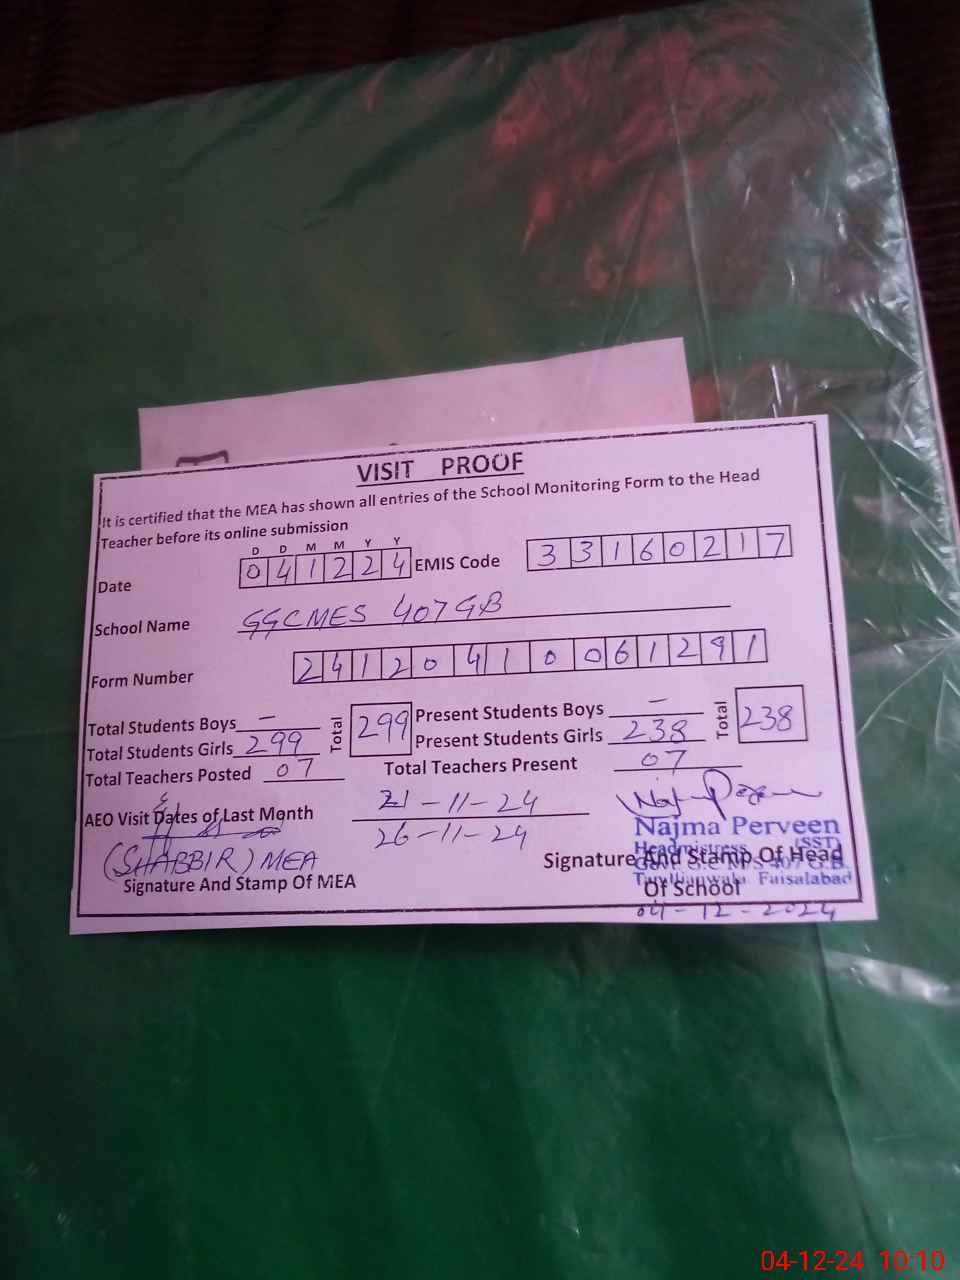 VISIT PROOF
It is certified that the MEA has shown all entries of the School Monitoring Form to the Head
Teacher before its online submission
D D M M Y Y
Date 0 4 1 2 2 4 EMIS Code 3 3 1 6 0 2 1 7
School Name GGCMES 407 GB
Form Number 2 4 1 2 0 4 1 0 0 6 1 2 9 1
Total Students Boys - Total 299 Present Students Boys - Total 238
Total Students Girls 299 Present Students Girls 238
Total Teachers Posted 07 Total Teachers Present 07
AEO Visit Dates of Last Month 21-11-24
26-11-24
Najma Perveen
Headmistress (SST)
(SHABBIR) MEA Signature And Stamp Of Head
Signature And Stamp Of MEA Of School
Faisalabad
04-12-2024
04-12-24 10:10